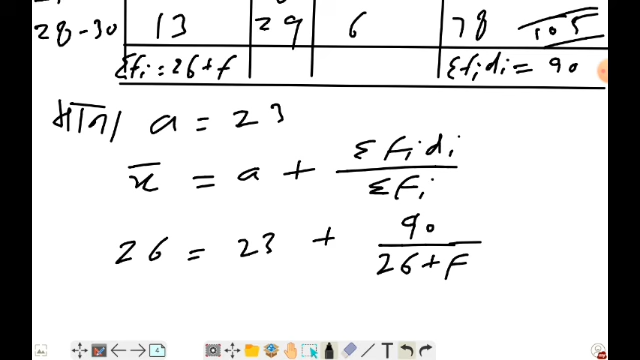 28-30 13 29 6 78 105
Σfi = 26+f Σfidi = 90
माना a = 23
x̄ = a + Σfidi / Σfi
26 = 23 + 90 / 26+f